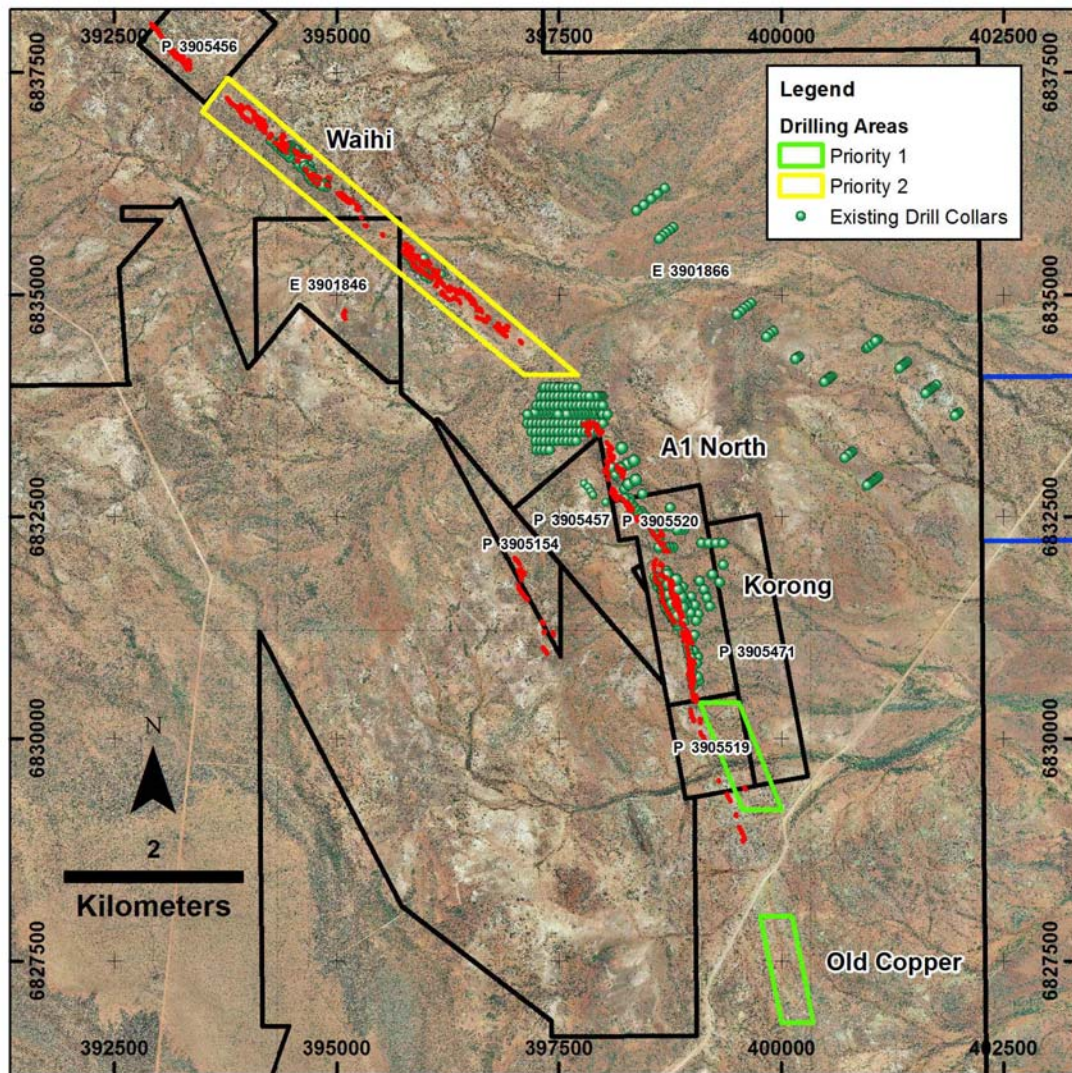 392500
395000
397500
400000
402500
P 3905456
6837500
6837500
Legend
Drilling Areas
Priority 1
Priority 2
Existing Drill Collars
Waihi
E 3901866
E 3901846
6835000
6835000
A1 North
P 3905457
P 3905520
6832500
6832500
P 3905154
Korong
P 3905471
6830000
P 3905519
6830000
N
2
Kilometers
6827500
Old Copper
6827500
392500
395000
397500
400000
402500